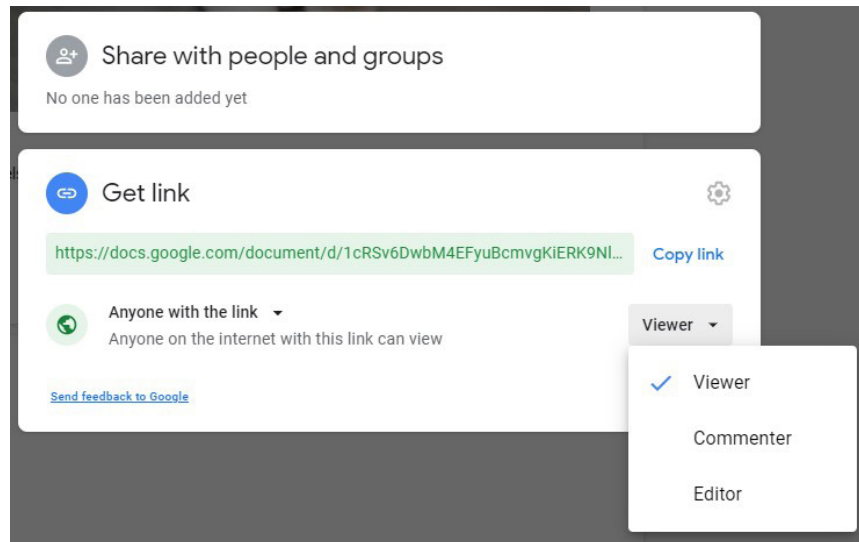 Share with people and groups
No one has been added yet
Get link
https://docs.google.com/document/d/1cRSv6DwbM4EFyuBcmvgKiERK9Nl...
Copy link
Anyone with the link
Anyone on the internet with this link can view
Viewer
Send feedback to Google
Viewer
Commenter
Editor